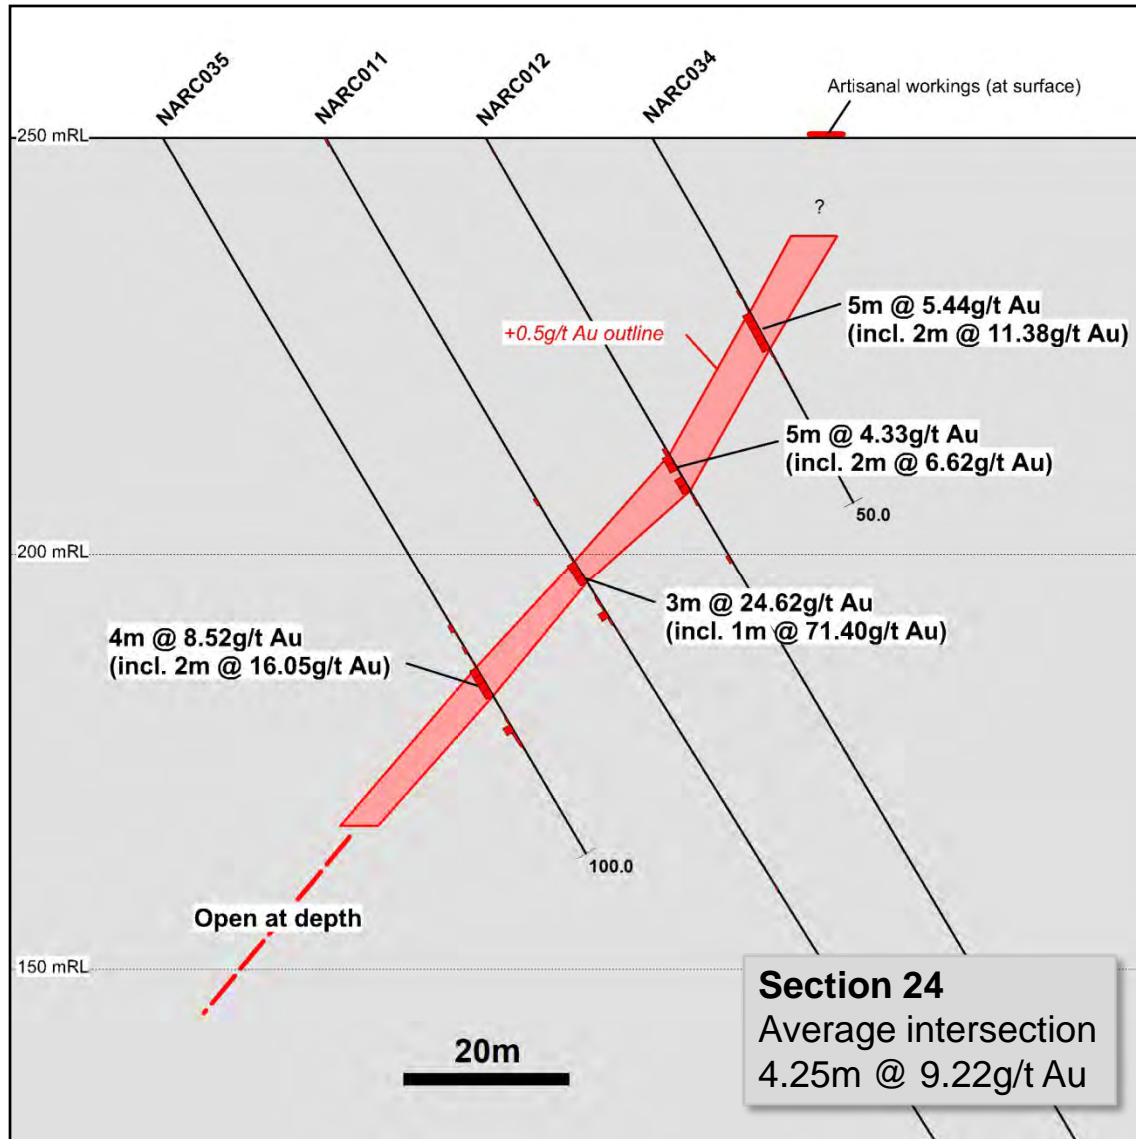 NARC035
NARC011
NARC012
NARC034
Artisanal workings (at surface)
250 mRL
?
5m @ 5.44g/t Au
(incl. 2m @ 11.38g/t Au)
+0.5g/t Au outline
5m @ 4.33g/t Au
(incl. 2m @ 6.62g/t Au)
50.0
200 mRL
3m @ 24.62g/t Au
(incl. 1m @ 71.40g/t Au)
4m @ 8.52g/t Au
(incl. 2m @ 16.05g/t Au)
100.0
Open at depth
150 mRL
Section 24
Average intersection
4.25m @ 9.22g/t Au
20m